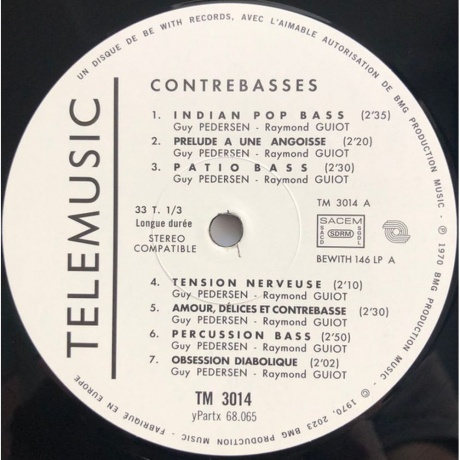 UN DISQUE DE BE WITH RECORDS, AVEC L'AIMABLE AUTORISATION DE BMG PRODUCTION MUSIC - ℗ 1970 BMG PRODUCTION MUSIC - © 1970, 2023 BMG PRODUCTION MUSIC - FABRIQUE EN EUROPE
TELEMUSIC
CONTREBASSES
1. INDIAN POP BASS (2'35)
Guy PEDERSEN - Raymond GUIOT
2. PRELUDE A UNE ANGOISSE (2'20)
Guy PEDERSEN - Raymond GUIOT
3. PATIO BASS (2'30)
Guy PEDERSEN - Raymond GUIOT
33 T. 1/3
Longue durée
STEREO
COMPATIBLE
TM 3014 A
SACEM
SACD SDRM SGDL
BEWITH 146 LP A
4. TENSION NERVEUSE (2'10)
Guy PEDERSEN - Raymond GUIOT
5. AMOUR, DÉLICES ET CONTREBASSE (2'30)
Guy PEDERSEN - Raymond GUIOT
6. PERCUSSION BASS (2'50)
Guy PEDERSEN - Raymond GUIOT
7. OBSESSION DIABOLIQUE (2'02)
Guy PEDERSEN - Raymond GUIOT
TM 3014
yPartx 68.065